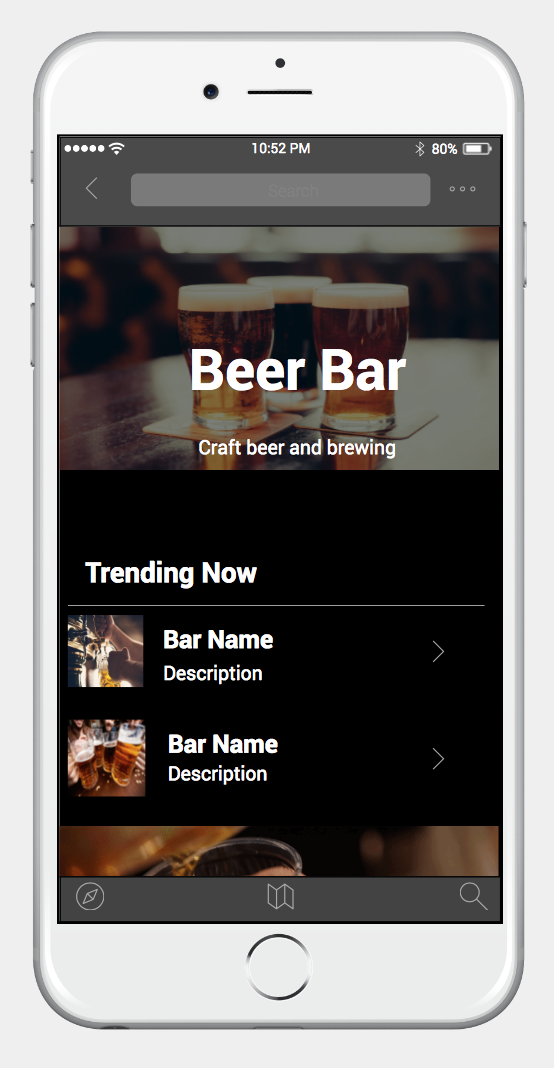 10:52 PM 80%
Search
Beer Bar
Craft beer and brewing
Trending Now
Bar Name
Description
Bar Name
Description